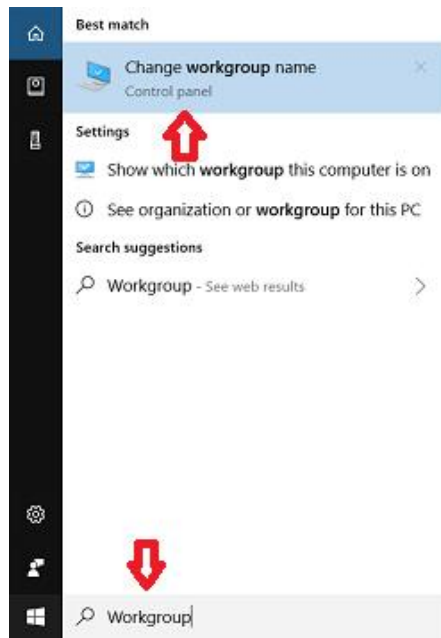 Best match
Change workgroup name
Control panel
Settings
Show which workgroup this computer is on
See organization or workgroup for this PC
Search suggestions
Workgroup - See web results
Workgroup